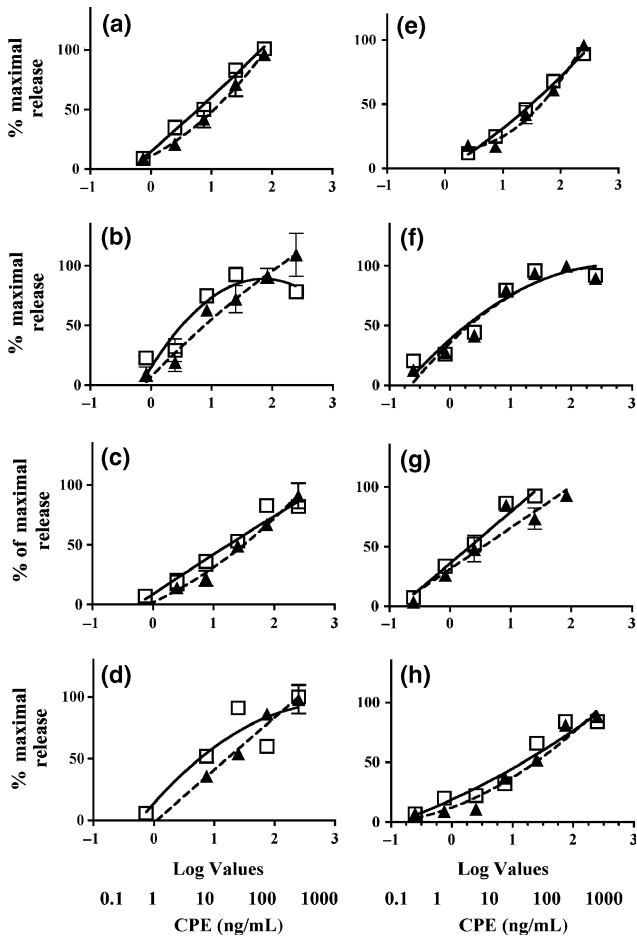 (a)
(e)
% maximal
release
100
50
0
–1 0 1 2 3
100
50
0
–1 0 1 2 3
(b)
(f)
% maximal
release
100
50
0
–1 0 1 2 3
100
50
0
–1 0 1 2 3
(c)
(g)
% of maximal
release
100
50
0
–1 0 1 2 3
100
50
0
–1 0 1 2 3
(d)
(h)
% maximal
release
100
50
0
–1 0 1 2 3
100
50
0
–1 0 1 2 3
Log Values
Log Values
0.1 1 10 100 1000
0.1 1 10 100 1000
CPE (ng/mL)
CPE (ng/mL)